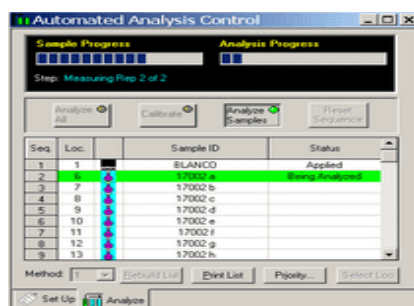 Automated Analysis Control
Sample Progress Analysis Progress
Step: Measuring Rep 2 of 2
Analyze All Calibrate Analyze Samples Reset Sequence
Seq. Loc. Sample ID Status
1 1 BLANCO Applied
2 6 17002 a Being Analyzed
3 7 17002 b
4 8 17002 c
5 9 17002 d
6 10 17002 e
7 11 17002 f
8 12 17002 g
9 13 17002 h
Method: 1 Rebuild List Print List Priority... Select Loc
Set Up Analyze